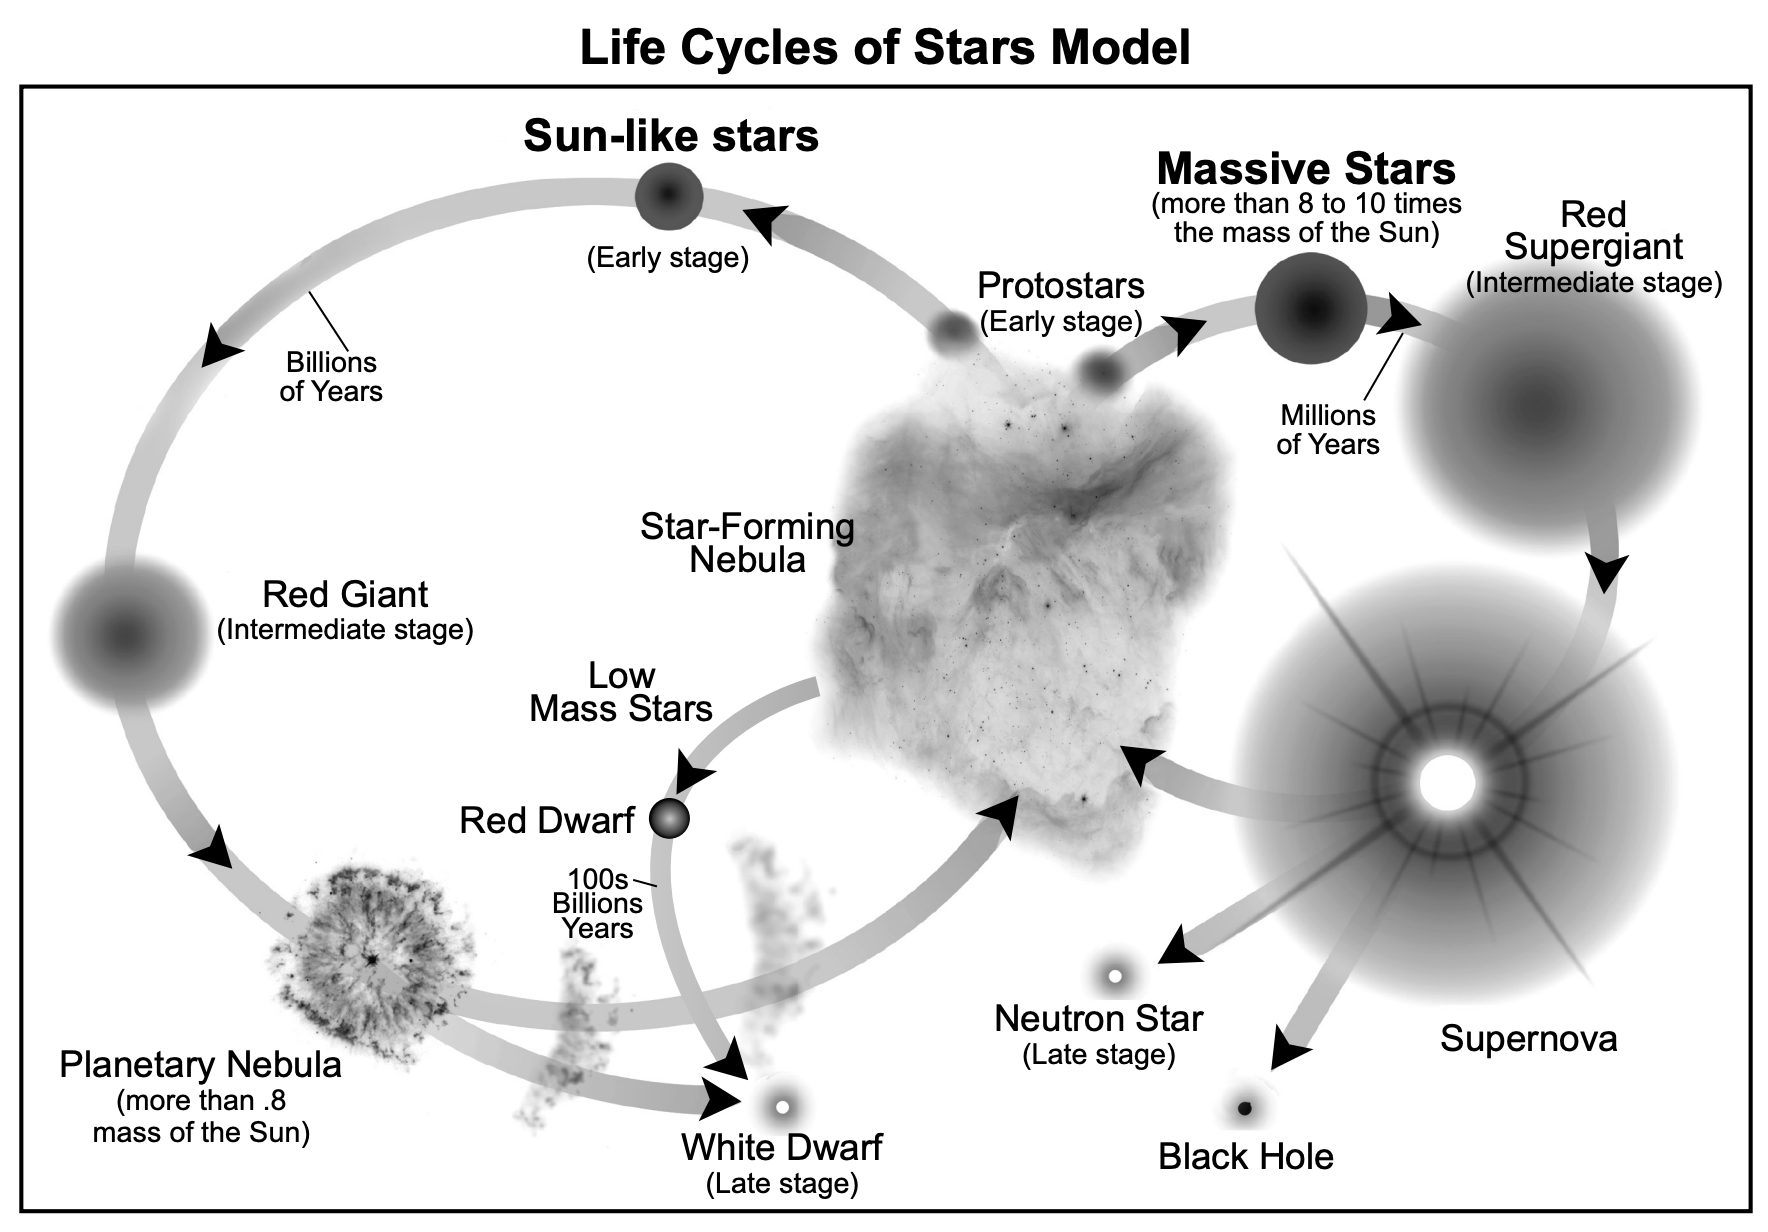 Life Cycles of Stars Model
Sun-like stars
(Early stage)
Massive Stars
(more than 8 to 10 times
the mass of the Sun)
Red
Supergiant
(Intermediate stage)
Protostars
(Early stage)
Billions
of Years
Millions
of Years
Star-Forming
Nebula
Red Giant
(Intermediate stage)
Low
Mass Stars
Red Dwarf
100s
Billions
Years
Neutron Star
(Late stage)
Supernova
Planetary Nebula
(more than .8
mass of the Sun)
White Dwarf
(Late stage)
Black Hole